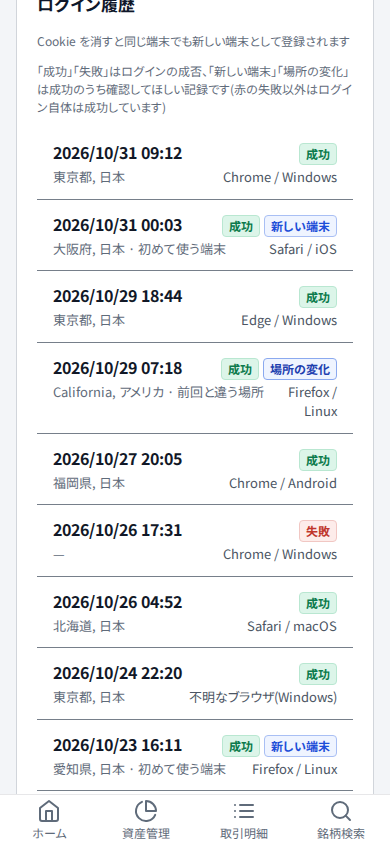 ログイン履歴
Cookie を消すと同じ端末でも新しい端末として登録されます
「成功」「失敗」はログインの成否、「新しい端末」「場所の変化」
は成功のうち確認してほしい記録です(赤の失敗以外はログイ
ン自体は成功しています)
2026/10/31 09:12 成功
東京都, 日本 Chrome / Windows
2026/10/31 00:03 成功 新しい端末
大阪府, 日本・初めて使う端末 Safari / iOS
2026/10/29 18:44 成功
東京都, 日本 Edge / Windows
2026/10/29 07:18 成功 場所の変化
California, アメリカ・前回と違う場所 Firefox /
Linux
2026/10/27 20:05 成功
福岡県, 日本 Chrome / Android
2026/10/26 17:31 失敗
— Chrome / Windows
2026/10/26 04:52 成功
北海道, 日本 Safari / macOS
2026/10/24 22:20 成功
東京都, 日本 不明なブラウザ(Windows)
2026/10/23 16:11 成功 新しい端末
愛知県, 日本・初めて使う端末 Firefox / Linux
ホーム 資産管理 取引明細 銘柄検索